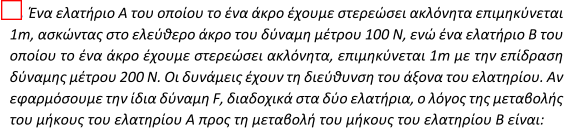 Ένα ελατήριο Α του οποίου το ένα άκρο έχουμε στερεώσει ακλόνητα επιμηκύνεται
1m, ασκώντας στο ελεύθερο άκρο του δύναμη μέτρου 100 Ν, ενώ ένα ελατήριο Β του
οποίου το ένα άκρο έχουμε στερεώσει ακλόνητα, επιμηκύνεται 1m με την επίδραση
δύναμης μέτρου 200 Ν. Οι δυνάμεις έχουν τη διεύθυνση του άξονα του ελατηρίου. Αν
εφαρμόσουμε την ίδια δύναμη F, διαδοχικά στα δύο ελατήρια, ο λόγος της μεταβολής
του μήκους του ελατηρίου Α προς τη μεταβολή του μήκους του ελατηρίου Β είναι: